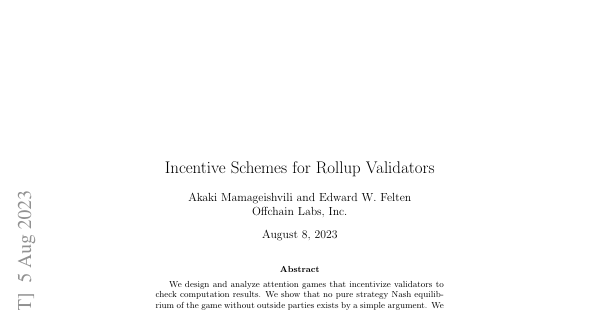 Incentive Schemes for Rollup Validators
Akaki Mamageishvili and Edward W. Felten
Offchain Labs, Inc.
August 8, 2023
Abstract
We design and analyze attention games that incentivize validators to
check computation results. We show that no pure strategy Nash equilib-
rium of the game without outside parties exists by a simple argument. We
T] 5 Aug 2023